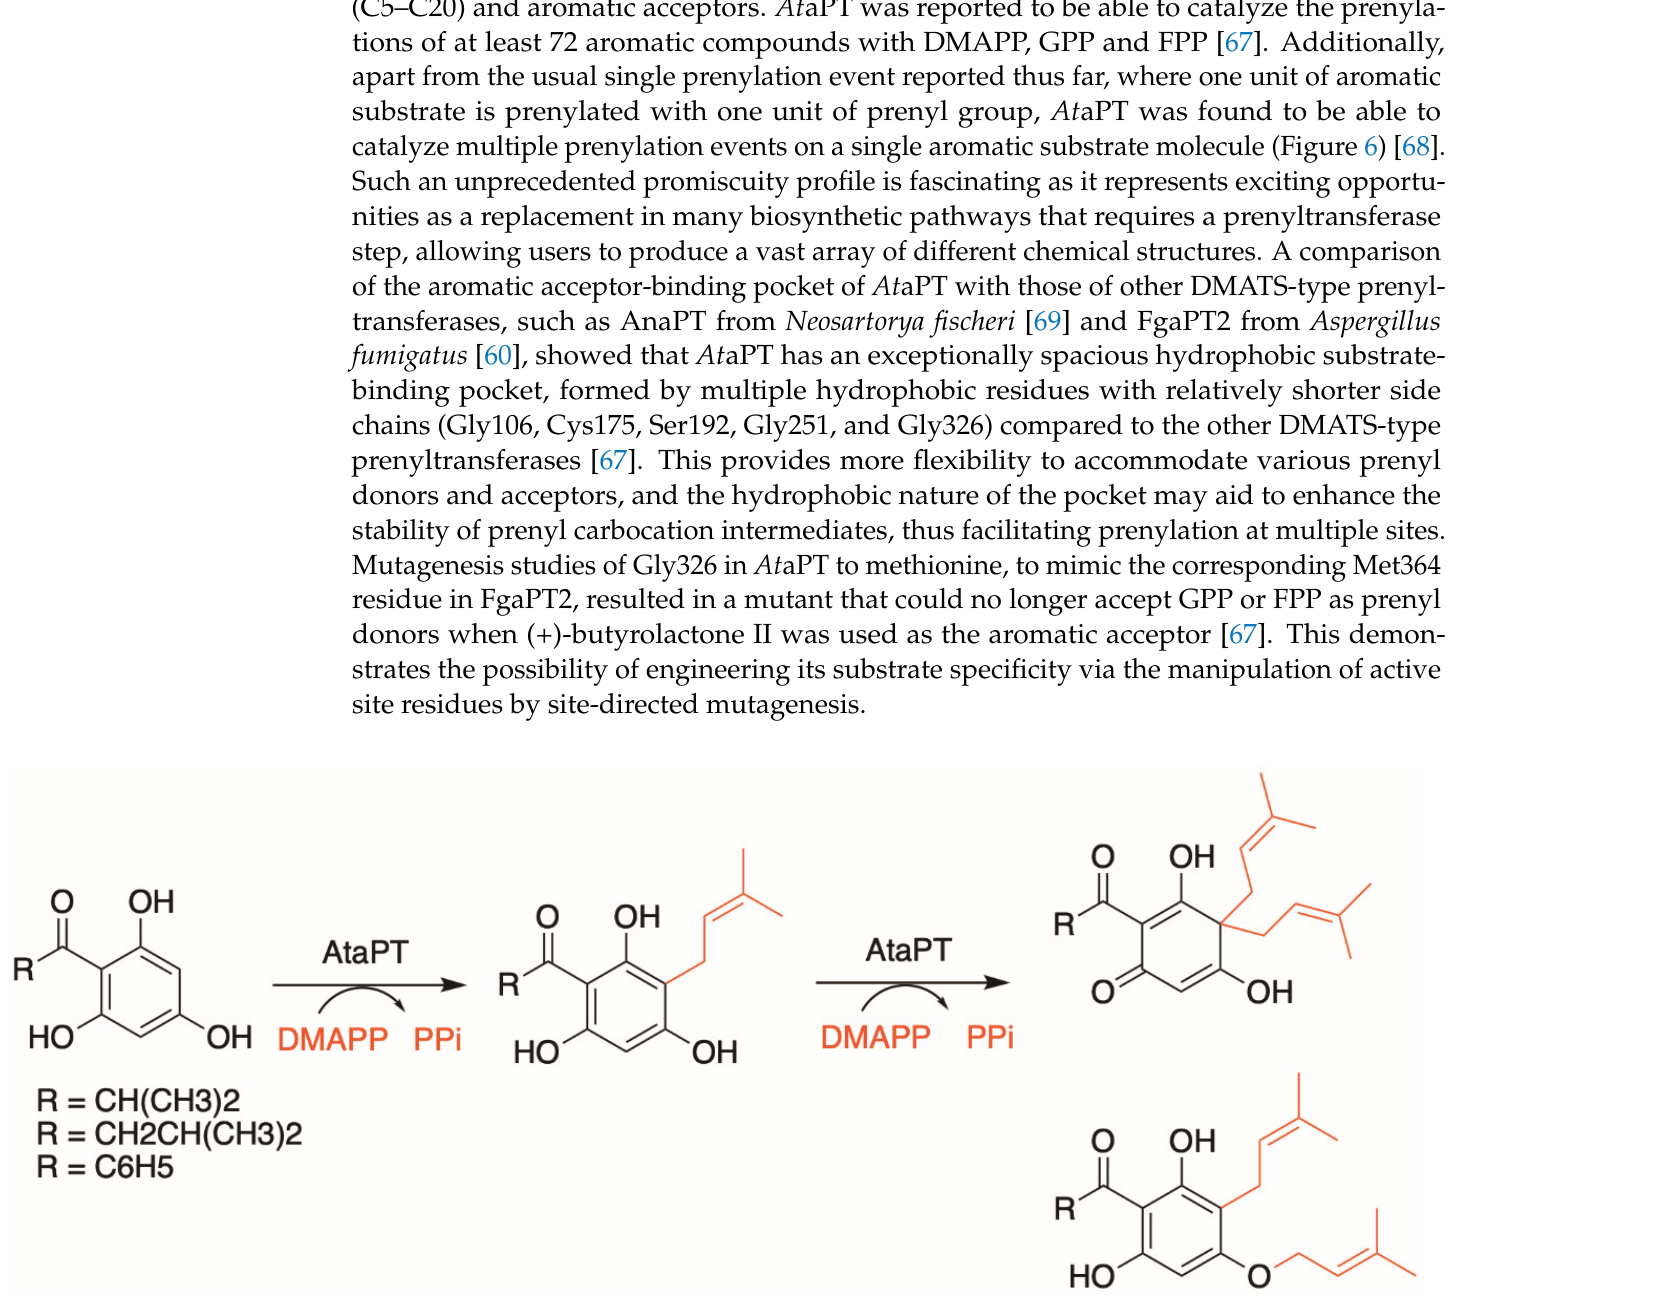 (C5–C20) and aromatic acceptors. AtaPT was reported to be able to catalyze the prenyla-
tions of at least 72 aromatic compounds with DMAPP, GPP and FPP [67]. Additionally,
apart from the usual single prenylation event reported thus far, where one unit of aromatic
substrate is prenylated with one unit of prenyl group, AtaPT was found to be able to
catalyze multiple prenylation events on a single aromatic substrate molecule (Figure 6) [68].
Such an unprecedented promiscuity profile is fascinating as it represents exciting opportu-
nities as a replacement in many biosynthetic pathways that requires a prenyltransferase
step, allowing users to produce a vast array of different chemical structures. A comparison
of the aromatic acceptor-binding pocket of AtaPT with those of other DMATS-type prenyl-
transferases, such as AnaPT from Neosartorya fischeri [69] and FgaPT2 from Aspergillus
fumigatus [60], showed that AtaPT has an exceptionally spacious hydrophobic substrate-
binding pocket, formed by multiple hydrophobic residues with relatively shorter side
chains (Gly106, Cys175, Ser192, Gly251, and Gly326) compared to the other DMATS-type
prenyltransferases [67]. This provides more flexibility to accommodate various prenyl
donors and acceptors, and the hydrophobic nature of the pocket may aid to enhance the
stability of prenyl carbocation intermediates, thus facilitating prenylation at multiple sites.
Mutagenesis studies of Gly326 in AtaPT to methionine, to mimic the corresponding Met364
residue in FgaPT2, resulted in a mutant that could no longer accept GPP or FPP as prenyl
donors when (+)-butyrolactone II was used as the aromatic acceptor [67]. This demon-
strates the possibility of engineering its substrate specificity via the manipulation of active
site residues by site-directed mutagenesis.
O OH
R
HO OH
AtaPT
DMAPP PPi
O OH
R
HO OH
AtaPT
DMAPP PPi
O OH
R
O OH
R = CH(CH3)2
R = CH2CH(CH3)2
R = C6H5
O OH
R
HO O